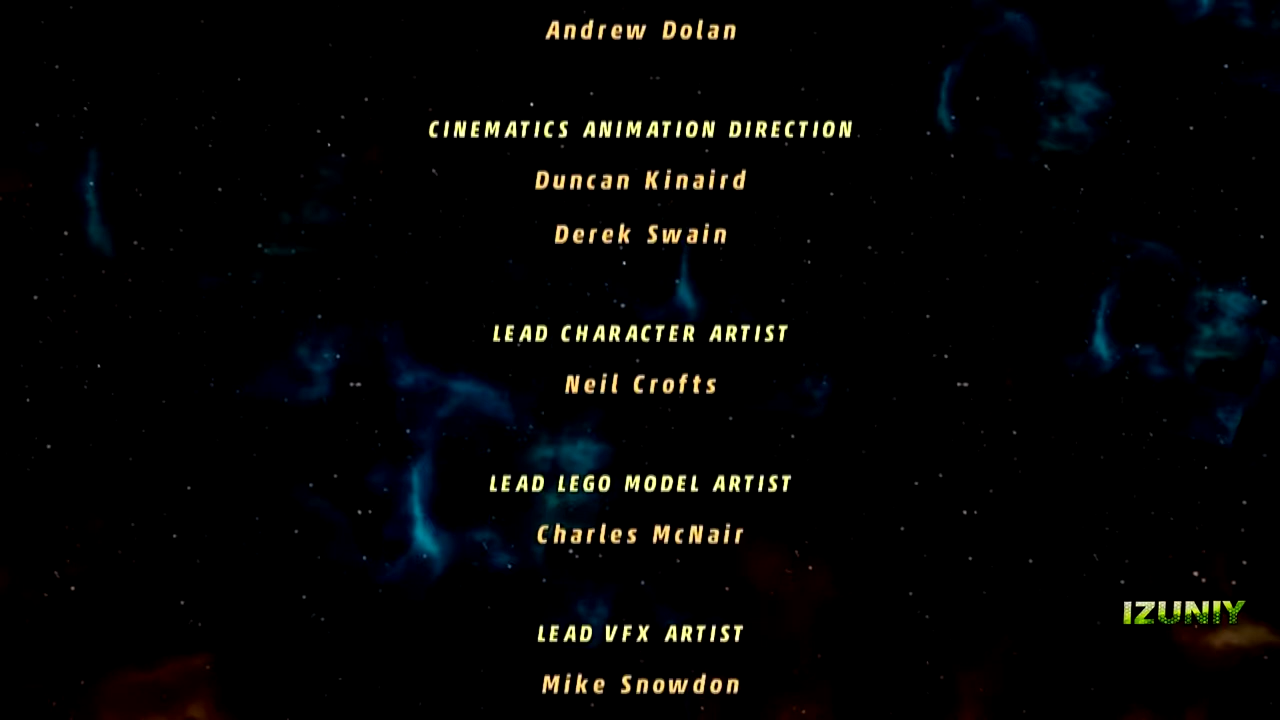 Andrew Dolan
CINEMATICS ANIMATION DIRECTION
Duncan Kinaird
Derek Swain
LEAD CHARACTER ARTIST
Neil Crofts
LEAD LEGO MODEL ARTIST
Charles McNair
IZUNIY
LEAD VFX ARTIST
Mike Snowdon